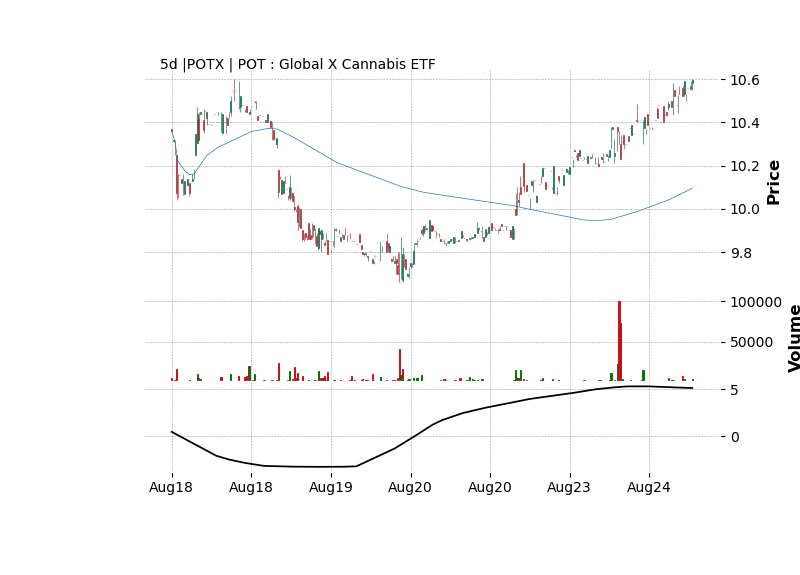 5d |POTX | POT : Global X Cannabis ETF
10.6
10.4
10.2
10.0
9.8
Price
100000
50000
Volume
5
0
Aug18 Aug18 Aug19 Aug20 Aug20 Aug23 Aug24